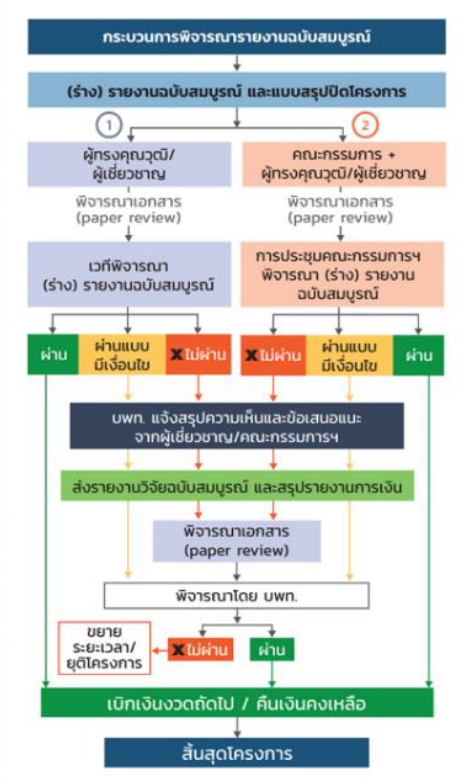 กระบวนการพิจารณารายงานฉบับสมบูรณ์
(ร่าง) รายงานฉบับสมบูรณ์ และแบบสรุปปิดโครงการ
1
2
ผู้ทรงคุณวุฒิ/
ผู้เชี่ยวชาญ
คณะกรรมการ +
ผู้ทรงคุณวุฒิ/ผู้เชี่ยวชาญ
พิจารณาเอกสาร
(paper review)
พิจารณาเอกสาร
(paper review)
เวทีพิจารณา
(ร่าง) รายงานฉบับสมบูรณ์
การประชุมคณะกรรมการฯ
พิจารณา (ร่าง) รายงาน
ฉบับสมบูรณ์
ผ่าน
ผ่านแบบ
มีเงื่อนไข
✘ไม่ผ่าน
✘ไม่ผ่าน
ผ่านแบบ
มีเงื่อนไข
ผ่าน
บพท. แจ้งสรุปความเห็นและข้อเสนอแนะ
จากผู้เชี่ยวชาญ/คณะกรรมการฯ
ส่งรายงานวิจัยฉบับสมบูรณ์ และสรุปรายงานการเงิน
พิจารณาเอกสาร
(paper review)
พิจารณาโดย บพท.
ขยาย
ระยะเวลา/
ยุติโครงการ
✘ไม่ผ่าน
ผ่าน
เบิกเงินงวดถัดไป / คืนเงินคงเหลือ
สิ้นสุดโครงการ